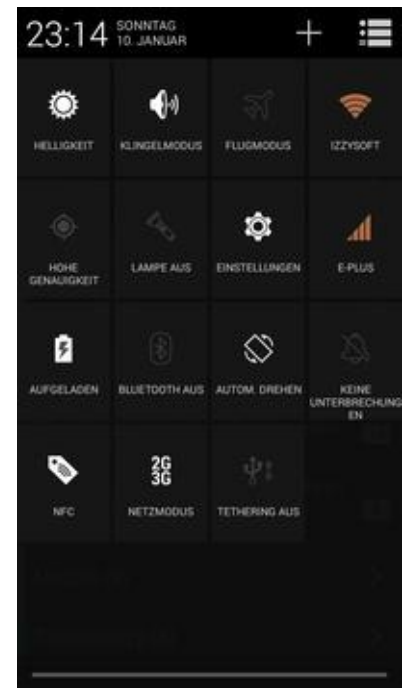 23:14 SONNTAG
10. JANUAR
HELLIGKEIT
KLINGELMODUS
FLUGMODUS
IZZYSOFT
HOHE
GENAUIGKEIT
LAMPE AUS
EINSTELLUNGEN
E-PLUS
AUFGELADEN
BLUETOOTH AUS
AUTOM. DREHEN
KEINE
UNTERBRECHUNG
EN
NFC
2G
3G
NETZMODUS
TETHERING AUS